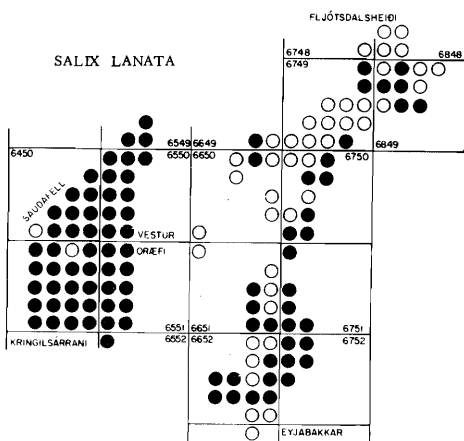 FLJÓTSDALSHEIÐI
SALIX LANATA
6748 6848
6749
6549 6649
6450 6550 6650 6750 6849
SAUDAFELL
VESTUR
ÖRÆFI
6551 6651 6751
KRINGILSÁRRANI 6552 6652 6752
EYJABAKKAR